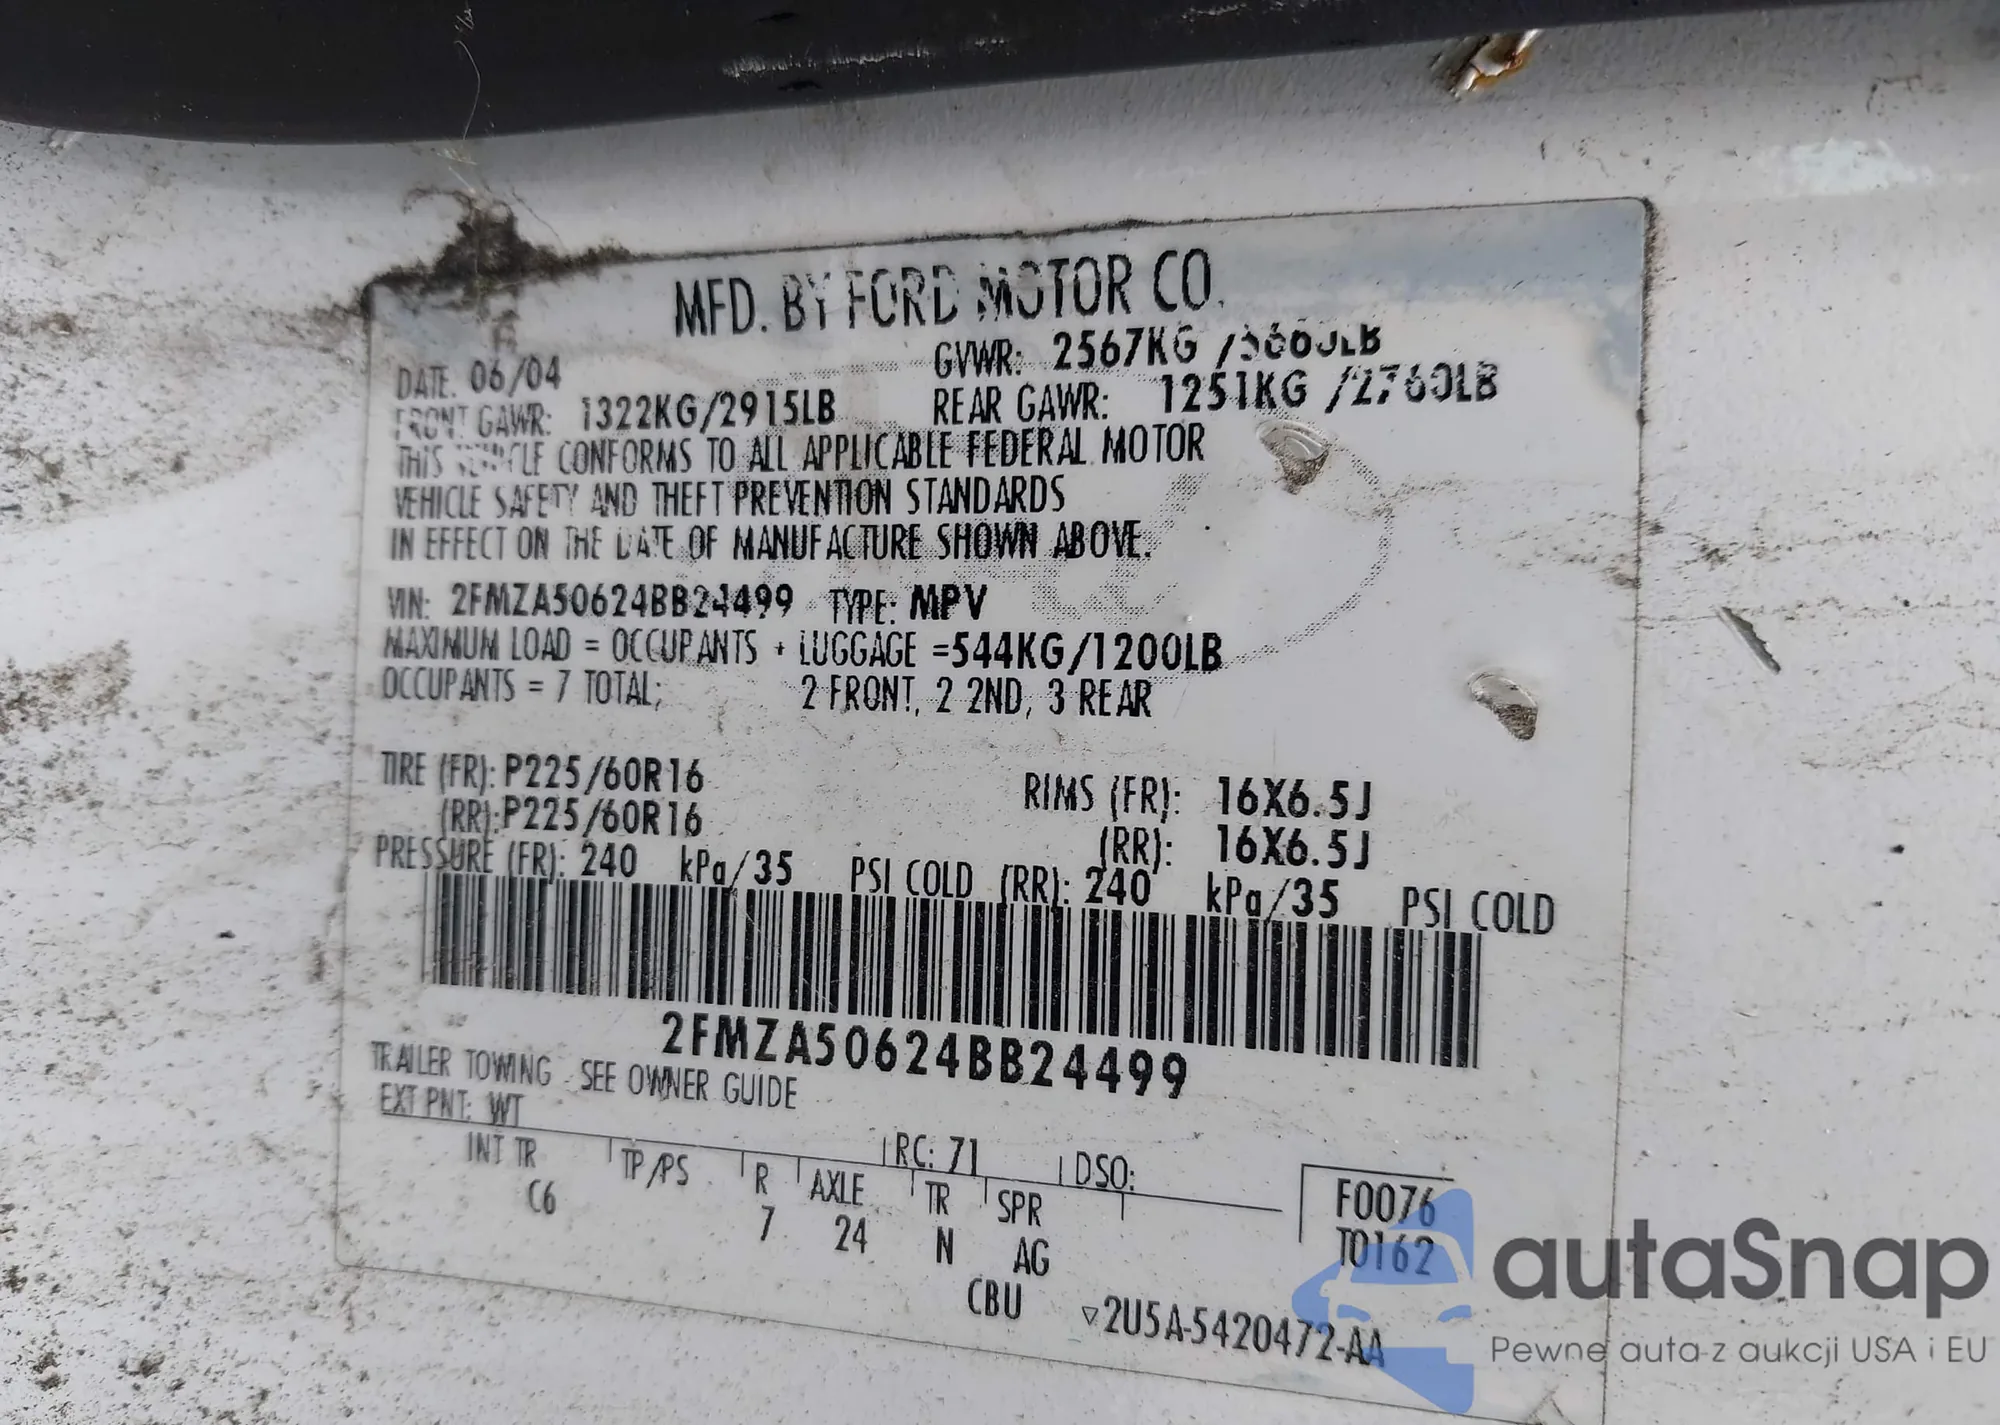 MFD. BY FORD MOTOR CO.
DATE. 06/04 GVWR: 2567KG /5660LB
FRONT GAWR: 1322KG/2915LB REAR GAWR: 1251KG /2760LB
THIS VEHICLE CONFORMS TO ALL APPLICABLE FEDERAL MOTOR
VEHICLE SAFETY AND THEFT PREVENTION STANDARDS
IN EFFECT ON THE DATE OF MANUFACTURE SHOWN ABOVE.
VIN: 2FMZA50624BB24499 TYPE: MPV
MAXIMUM LOAD = OCCUPANTS + LUGGAGE =544KG/1200LB
OCCUPANTS = 7 TOTAL; 2 FRONT, 2 2ND, 3 REAR
TIRE (FR): P225/60R16 RIMS (FR): 16X6.5J
(RR): P225/60R16 (RR): 16X6.5J
PRESSURE (FR): 240 kPa/35 PSI COLD (RR): 240 kPa/35 PSI COLD
2FMZA50624BB24499
TRAILER TOWING - SEE OWNER GUIDE
EXT PNT: WT RC: 71 DSO:
INT TR TP/PS R AXLE TR SPR F0076
C6 7 24 N AG T0162
CBU ▽2U5A-5420472-AA
autaSnap
Pewne auta z aukcji USA i EU